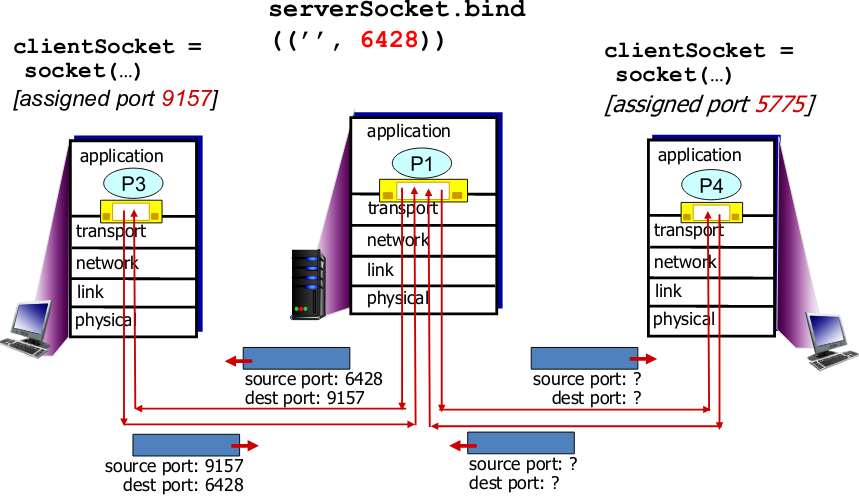 serverSocket.bind
((’’, 6428))
clientSocket =
socket(…)
[assigned port 9157]
clientSocket =
socket(…)
[assigned port 5775]
application
P3
transport
network
link
physical
application
P1
transport
network
link
physical
application
P4
transport
network
link
physical
source port: 6428
dest port: 9157
source port: ?
dest port: ?
source port: 9157
dest port: 6428
source port: ?
dest port: ?